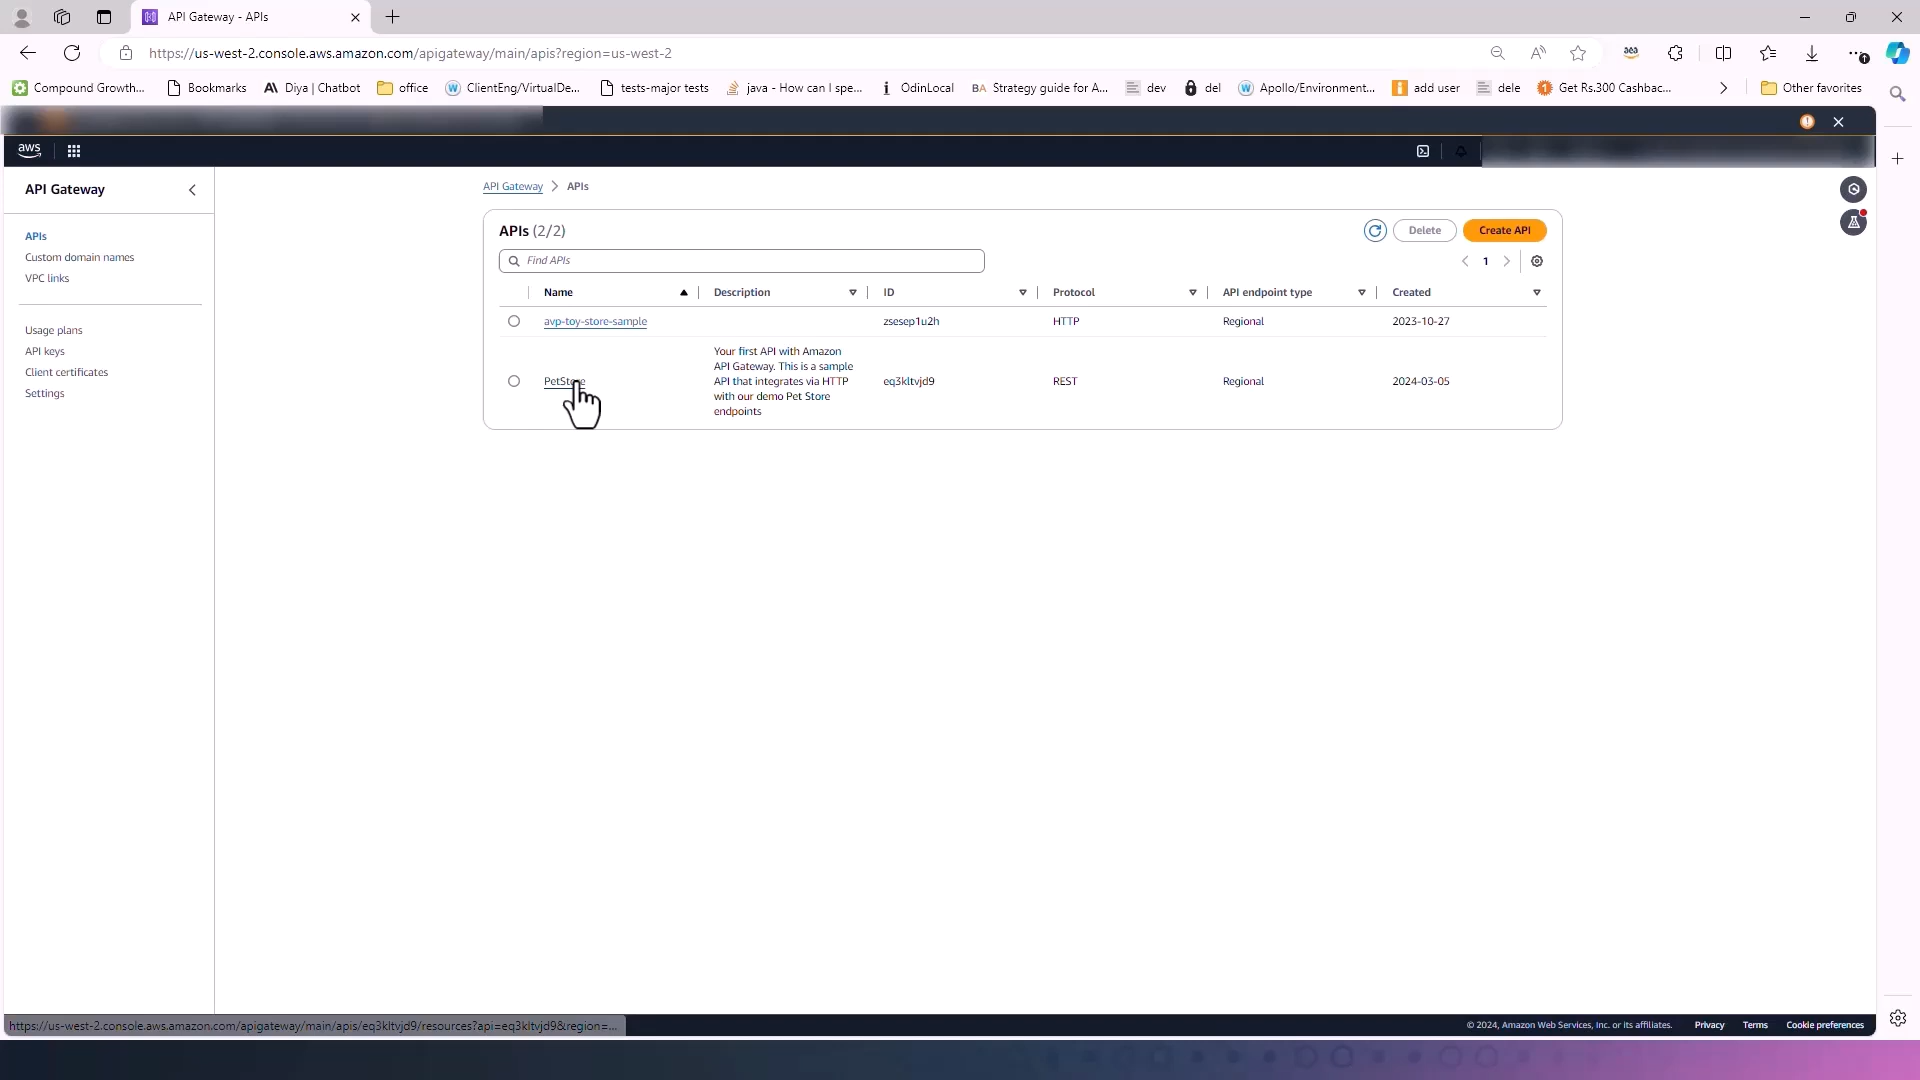 API Gateway - APIs
https://us-west-2.console.aws.amazon.com/apigateway/main/apis?region=us-west-2
Compound Growth... Bookmarks Diya | Chatbot office ClientEng/VirtualDe... tests-major tests java - How can I spe... OdinLocal BA Strategy guide for A... dev del Apollo/Environment... add user dele Get Rs.300 Cashbac... Other favorites
aws
API Gateway
APIs
Custom domain names
VPC links
Usage plans
API keys
Client certificates
Settings
API Gateway > APIs
APIs (2/2)
Delete
Create API
Find APIs
1
Name Description ID Protocol API endpoint type Created
avp-toy-store-sample zsesep1u2h HTTP Regional 2023-10-27
PetStore
Your first API with Amazon
API Gateway. This is a sample
API that integrates via HTTP
with our demo Pet Store
endpoints
eq3kltvjd9 REST Regional 2024-03-05
https://us-west-2.console.aws.amazon.com/apigateway/main/apis/eq3kltvjd9/resources?api=eq3kltvjd9&region=...
© 2024, Amazon Web Services, Inc. or its affiliates. Privacy Terms Cookie preferences